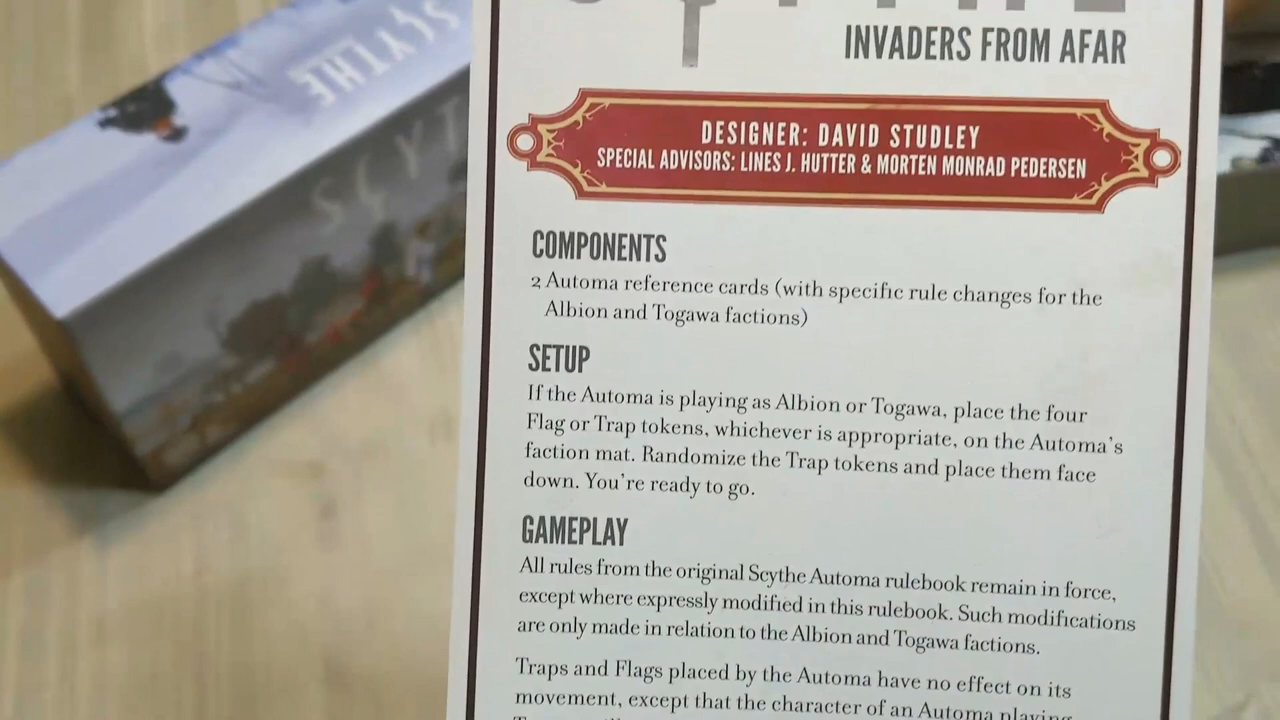 SCYTHE
SCYT
INVADERS FROM AFAR
DESIGNER: DAVID STUDLEY
SPECIAL ADVISORS: LINES J. HUTTER & MORTEN MONRAD PEDERSEN
COMPONENTS
2 Automa reference cards (with specific rule changes for the
Albion and Togawa factions)
SETUP
If the Automa is playing as Albion or Togawa, place the four
Flag or Trap tokens, whichever is appropriate, on the Automa's
faction mat. Randomize the Trap tokens and place them face
down. You're ready to go.
GAMEPLAY
All rules from the original Scythe Automa rulebook remain in force,
except where expressly modified in this rulebook. Such modifications
are only made in relation to the Albion and Togawa factions.
Traps and Flags placed by the Automa have no effect on its
movement, except that the character of an Automa playing